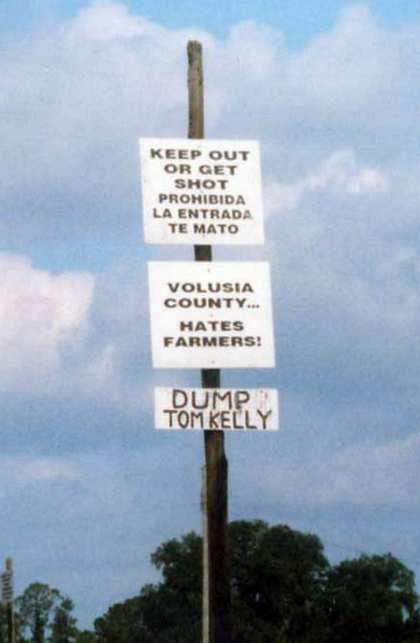 KEEP OUT
OR GET
SHOT
PROHIBIDA
LA ENTRADA
TE MATO
VOLUSIA
COUNTY...
HATES
FARMERS!
DUMP
TOM KELLY